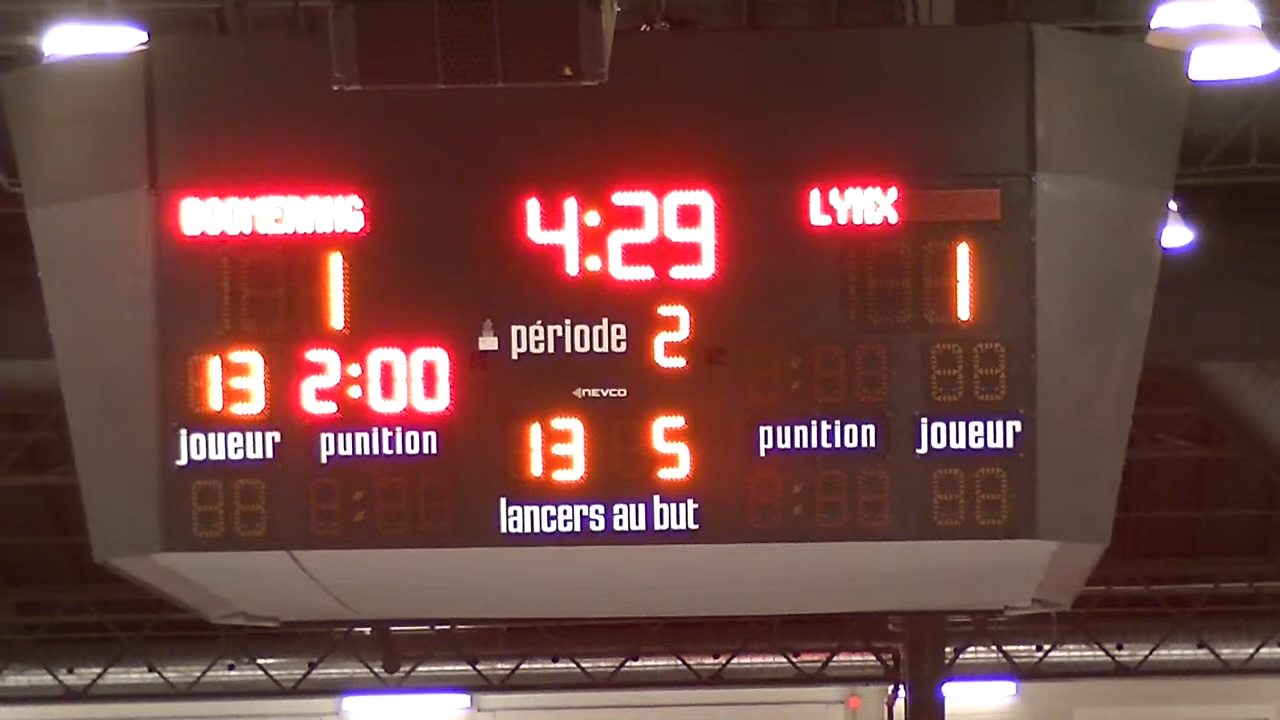 BOOMERANG 4:29 LYNX
1 1
période 2
13 2:00
NEVCO
joueur punition 13 5 punition joueur
lancers au but